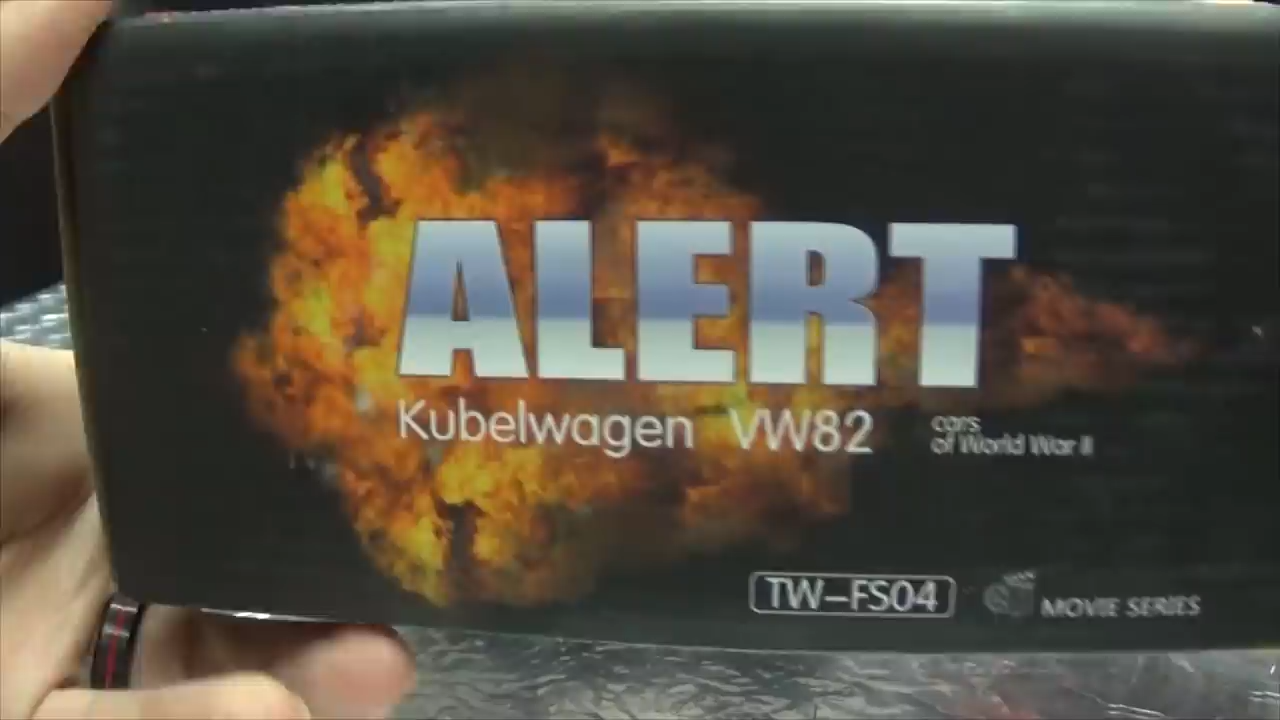 ALERT
Kubelwagen VW82
cars
of World War II
TW-FS04
MOVIE SERIES